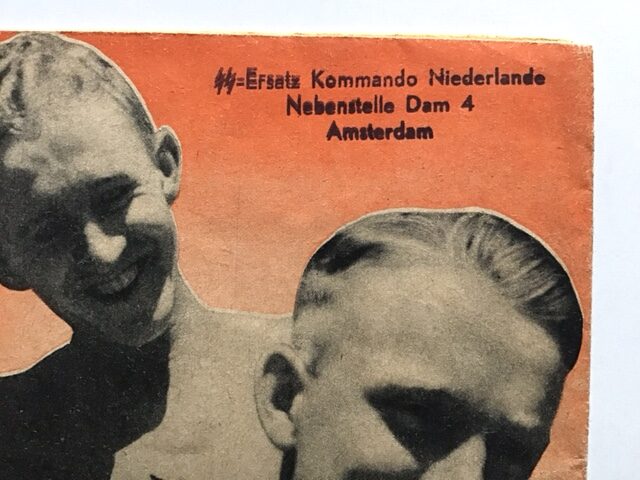 ᛋᛋ-Ersatz Kommando Niederlande
Nebenstelle Dam 4
Amsterdam